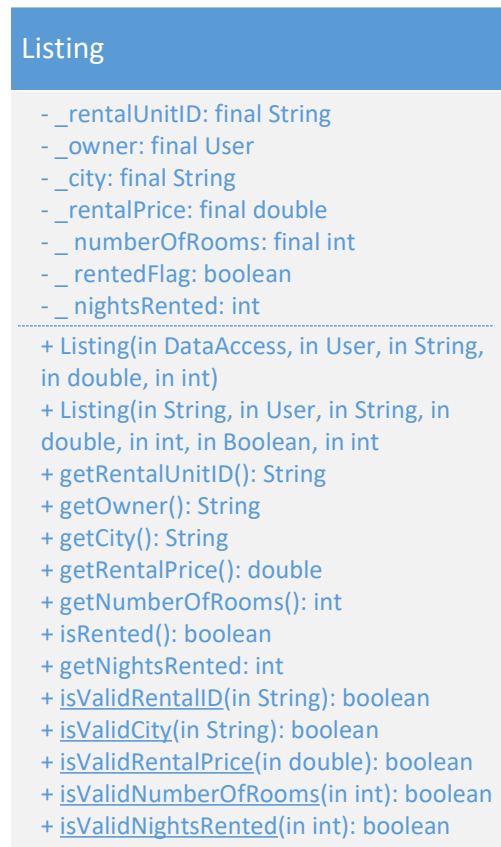 Listing
- _rentalUnitID: final String
- _owner: final User
- _city: final String
- _rentalPrice: final double
- _ numberOfRooms: final int
- _ rentedFlag: boolean
- _ nightsRented: int
+ Listing(in DataAccess, in User, in String,
in double, in int)
+ Listing(in String, in User, in String, in
double, in int, in Boolean, in int
+ getRentalUnitID(): String
+ getOwner(): String
+ getCity(): String
+ getRentalPrice(): double
+ getNumberOfRooms(): int
+ isRented(): boolean
+ getNightsRented: int
+ isValidRentalID(in String): boolean
+ isValidCity(in String): boolean
+ isValidRentalPrice(in double): boolean
+ isValidNumberOfRooms(in int): boolean
+ isValidNightsRented(in int): boolean